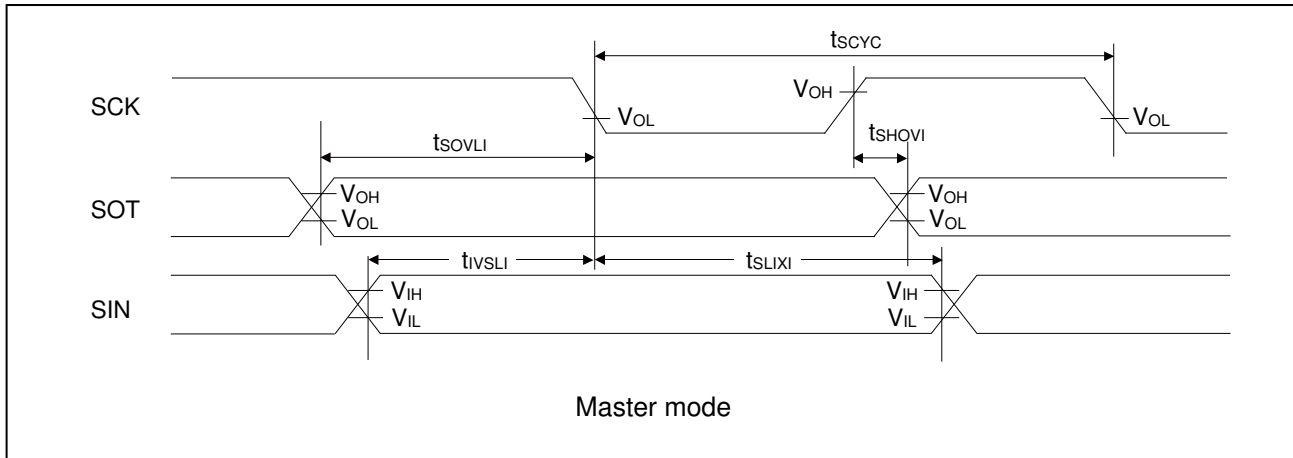 tSCYC
SCK
VOH
VOL
VOL
tSHOVI
tSOVLI
SOT
VOH
VOL
VOH
VOL
tIVSLI
tSLIXI
SIN
VIH
VIL
VIH
VIL
Master mode